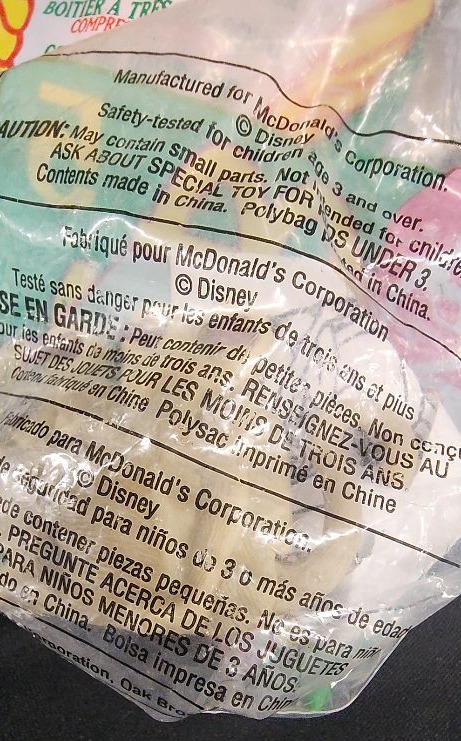 BOITIER À TRÉS
COMPRE
Manufactured for McDonald's Corporation.
© Disney
Safety-tested for children age 3 and over.
AUTION: May contain small parts. Not intended for childre
ASK ABOUT SPECIAL TOY FOR DS UNDER 3.
Contents made in China. Polybag ted in China.
Fabriqué pour McDonald's Corporation
© Disney
Testé sans danger pour les enfants de trois ans et plus
SE EN GARDE: Peut contenir de petites pièces. Non conçu
our les enfants de moins de trois ans. RENSEIGNEZ-VOUS AU
SUJET DES JOUETS POUR LES MOINS DE TROIS ANS.
Contenu fabriqué en Chine Polysac imprimé en Chine
Fabricado para McDonald's Corporation.
© Disney
de seguridad para niños de 3 o más años de edad
de contener piezas pequeñas. No es para niñ
. PREGUNTE ACERCA DE LOS JUGUETES
PARA NIÑOS MENORES DE 3 AÑOS.
do en China. Bolsa impresa en Chin
orporation, Oak Bro